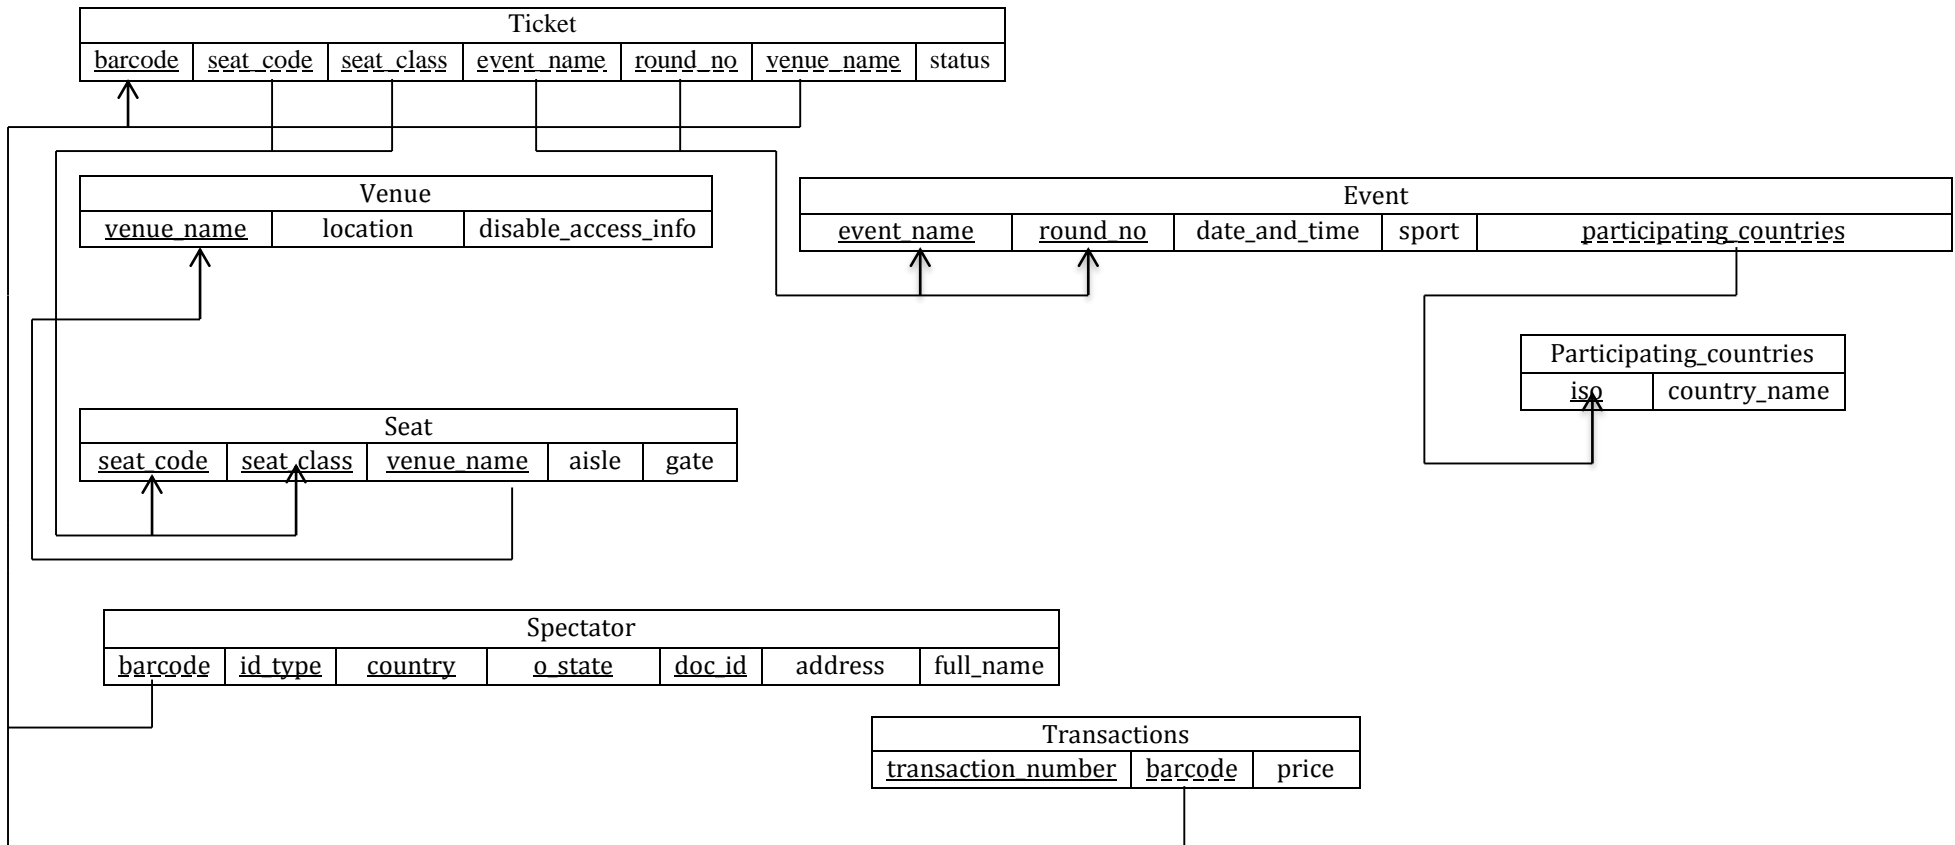 Ticket
barcode seat_code seat_class event_name round_no venue_name status
Venue
venue_name location disable_access_info
Event
event_name round_no date_and_time sport participating_countries
Participating_countries
iso country_name
Seat
seat_code seat_class venue_name aisle gate
Spectator
barcode id_type country o_state doc_id address full_name
Transactions
transaction_number barcode price